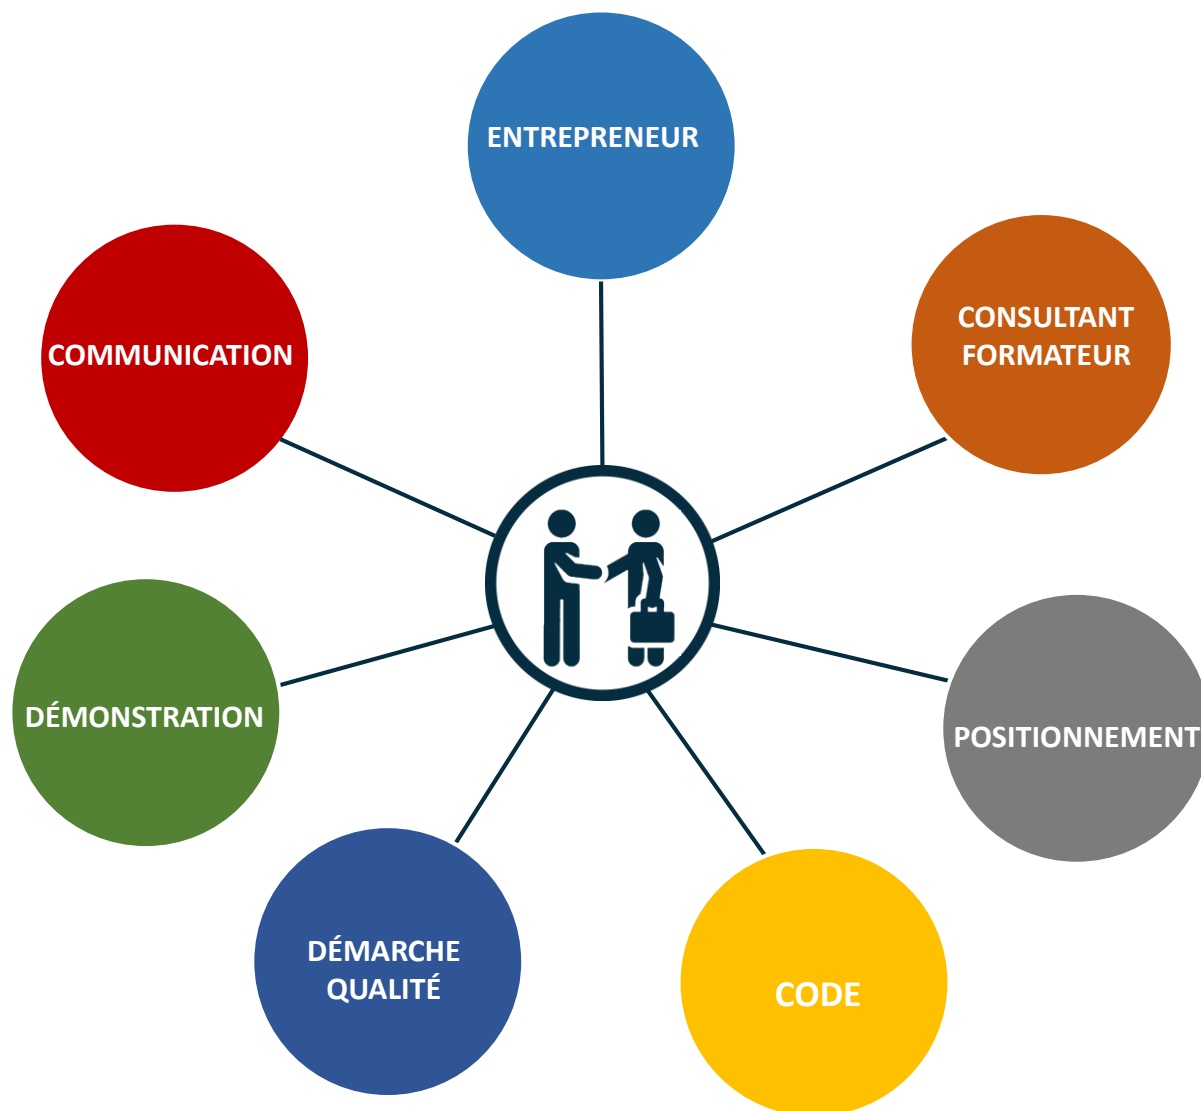 ENTREPRENEUR
CONSULTANT
FORMATEUR
COMMUNICATION
DÉMONSTRATION
POSITIONNEMENT
DÉMARCHE
QUALITÉ
CODE